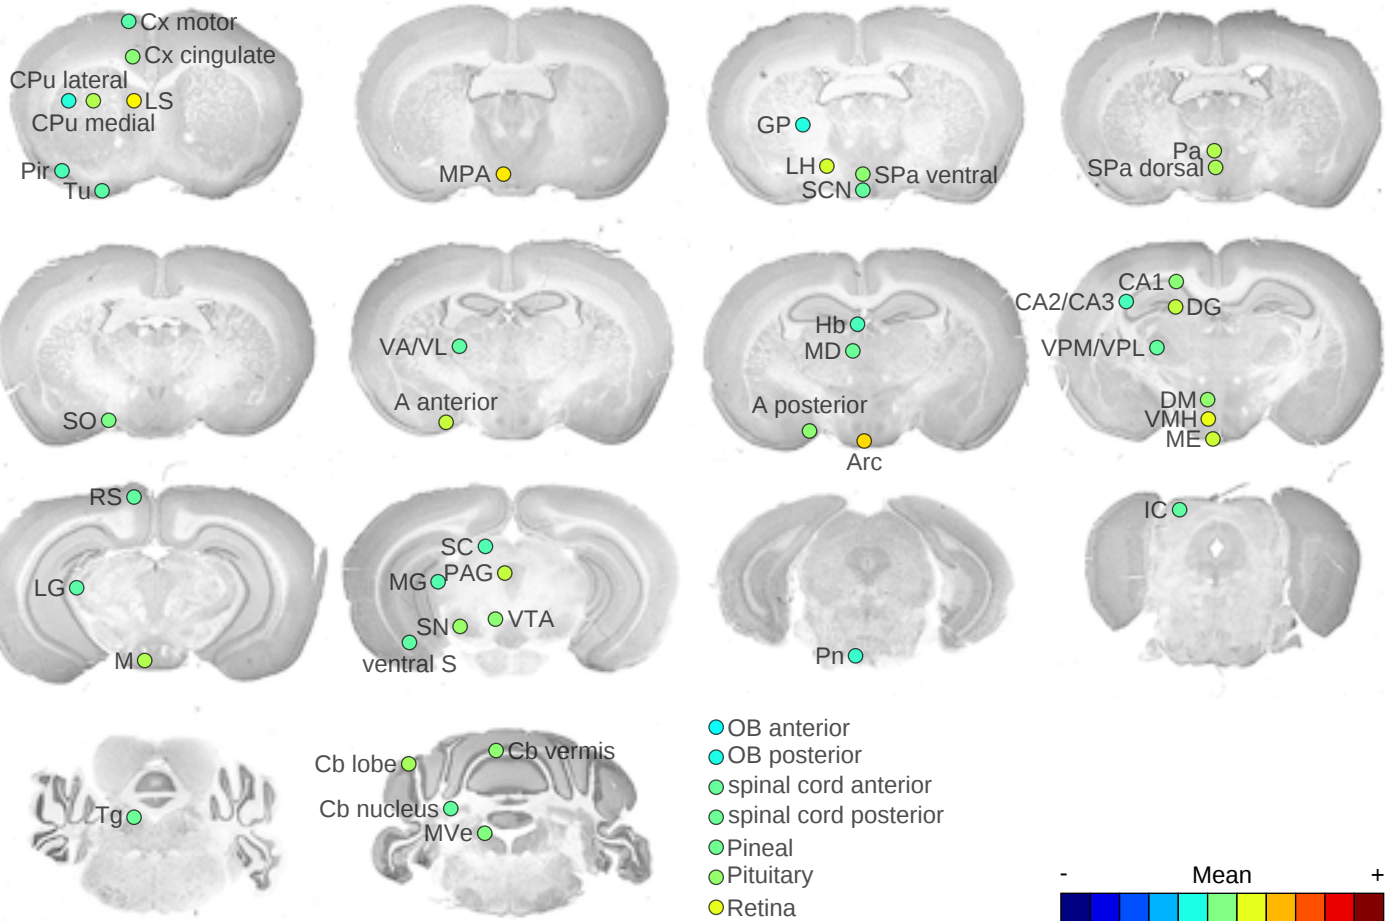 Cx motor
Cx cingulate
CPu lateral
LS
CPu medial
Pir
Tu
MPA
GP
LH
SPa ventral
SCN
Pa
SPa dorsal
SO
VA/VL
A anterior
Hb
MD
A posterior
Arc
CA1
CA2/CA3
DG
VPM/VPL
DM
VMH
ME
RS
LG
M
SC
MG
PAG
SN
VTA
ventral S
Pn
IC
Tg
Cb lobe
Cb vermis
Cb nucleus
MVe
OB anterior
OB posterior
spinal cord anterior
spinal cord posterior
Pineal
Pituitary
Retina
- Mean +